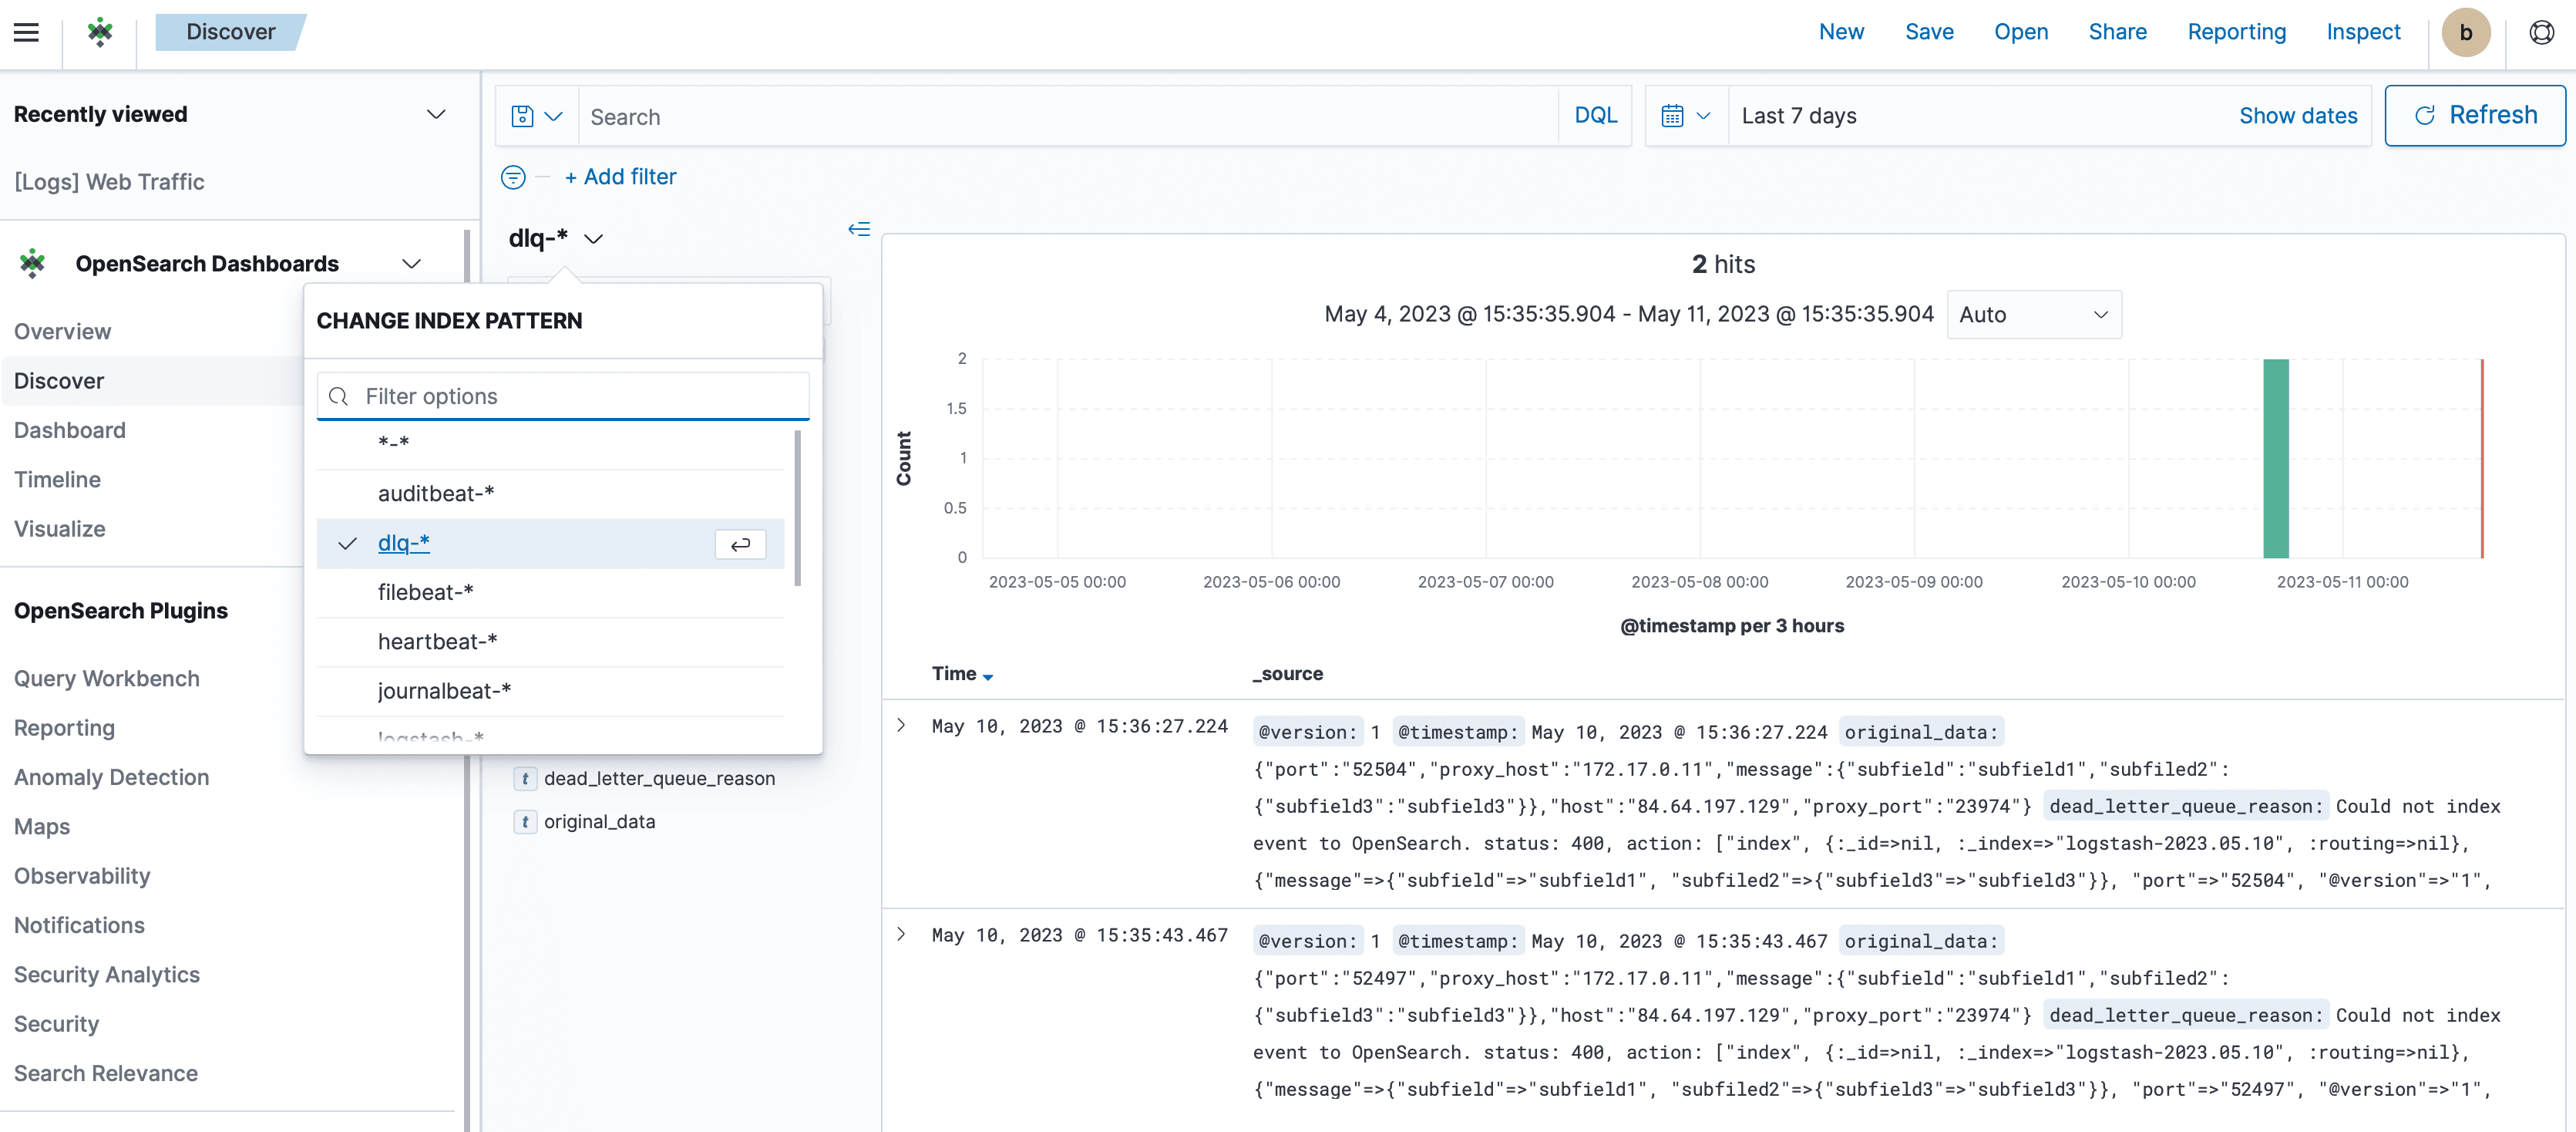 Discover
New Save Open Share Reporting Inspect b
Recently viewed
[Logs] Web Traffic
OpenSearch Dashboards
Overview
Discover
Dashboard
Timeline
Visualize
OpenSearch Plugins
Query Workbench
Reporting
Anomaly Detection
Maps
Observability
Notifications
Security Analytics
Security
Search Relevance
Search DQL
Last 7 days Show dates
Refresh
+ Add filter
dlq-*
CHANGE INDEX PATTERN
Filter options
*-*
auditbeat-*
dlq-*
filebeat-*
heartbeat-*
journalbeat-*
logstash-*
t dead_letter_queue_reason
t original_data
2 hits
May 4, 2023 @ 15:35:35.904 - May 11, 2023 @ 15:35:35.904 Auto
Count
2
1.5
1
0.5
0
2023-05-05 00:00 2023-05-06 00:00 2023-05-07 00:00 2023-05-08 00:00 2023-05-09 00:00 2023-05-10 00:00 2023-05-11 00:00
@timestamp per 3 hours
Time _source
May 10, 2023 @ 15:36:27.224 @version: 1 @timestamp: May 10, 2023 @ 15:36:27.224 original_data:
{"port":"52504","proxy_host":"172.17.0.11","message":{"subfield":"subfield1","subfiled2":
{"subfield3":"subfield3"}},"host":"84.64.197.129","proxy_port":"23974"} dead_letter_queue_reason: Could not index
event to OpenSearch. status: 400, action: ["index", {:_id=>nil, :_index=>"logstash-2023.05.10", :routing=>nil},
{"message"=>{"subfield"=>"subfield1", "subfiled2"=>{"subfield3"=>"subfield3"}}, "port"=>"52504", "@version"=>"1",
May 10, 2023 @ 15:35:43.467 @version: 1 @timestamp: May 10, 2023 @ 15:35:43.467 original_data:
{"port":"52497","proxy_host":"172.17.0.11","message":{"subfield":"subfield1","subfiled2":
{"subfield3":"subfield3"}},"host":"84.64.197.129","proxy_port":"23974"} dead_letter_queue_reason: Could not index
event to OpenSearch. status: 400, action: ["index", {:_id=>nil, :_index=>"logstash-2023.05.10", :routing=>nil},
{"message"=>{"subfield"=>"subfield1", "subfiled2"=>{"subfield3"=>"subfield3"}}, "port"=>"52497", "@version"=>"1",